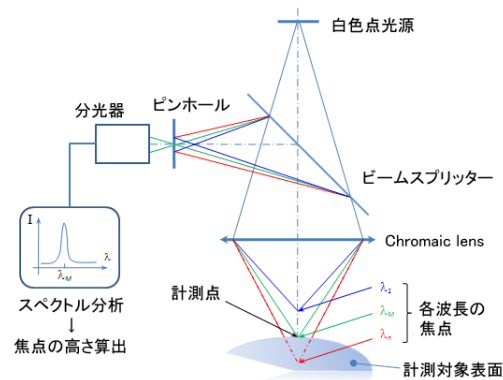 白色点光源
ピンホール
分光器
ビームスプリッター
I
λ
λM
Chromaic lens
スペクトル分析
↓
焦点の高さ算出
計測点
λ1
λM
λn
各波長の
焦点
計測対象表面